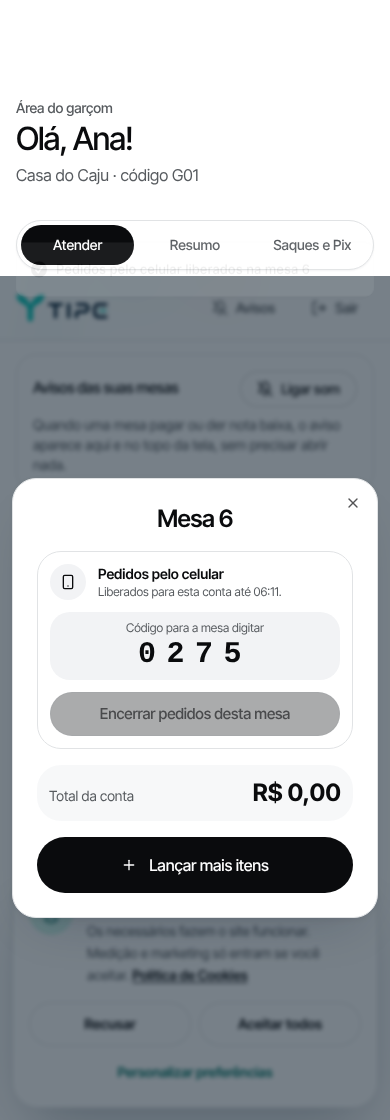 Área do garçom
Olá, Ana!
Casa do Caju · código G01
Atender
Resumo
Saques e Pix
Pedidos pelo celular liberados na mesa 6
TIPC
Avisos
Sair
Avisos das suas mesas
Ligar som
Quando uma mesa pagar ou der nota baixa, o aviso
aparece aqui e no topo da tela, sem precisar abrir
nada.
Mesa 6
Pedidos pelo celular
Liberados para esta conta até 06:11.
Código para a mesa digitar
0275
Encerrar pedidos desta mesa
Total da conta
R$ 0,00
Lançar mais itens
Os necessários fazem o site funcionar.
Medição e marketing só entram se você
aceitar. Política de Cookies
Recusar
Aceitar todos
Personalizar preferências